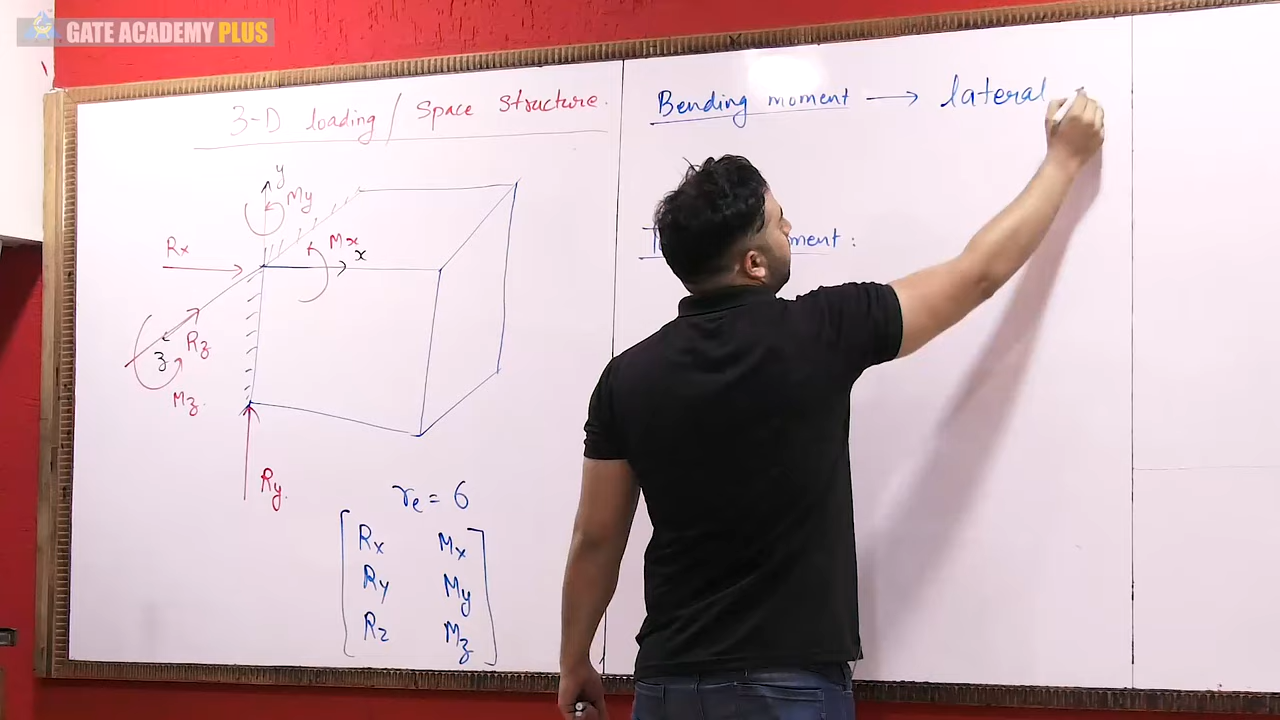 GATE ACADEMY PLUS
3-D loading / Space Structure.
y
My
Rx
Mx
x
Rz
z
Mz.
Ry.
re = 6
Rx Mx
Ry My
Rz Mz
Bending moment → lateral
ment :